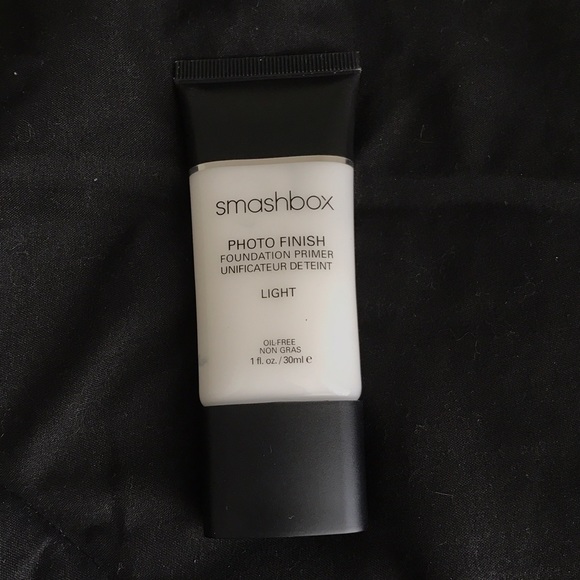 smashbox
PHOTO FINISH
FOUNDATION PRIMER
UNIFICATEUR DE TEINT
LIGHT
OIL-FREE
NON GRAS
1 fl. oz. / 30ml ℮